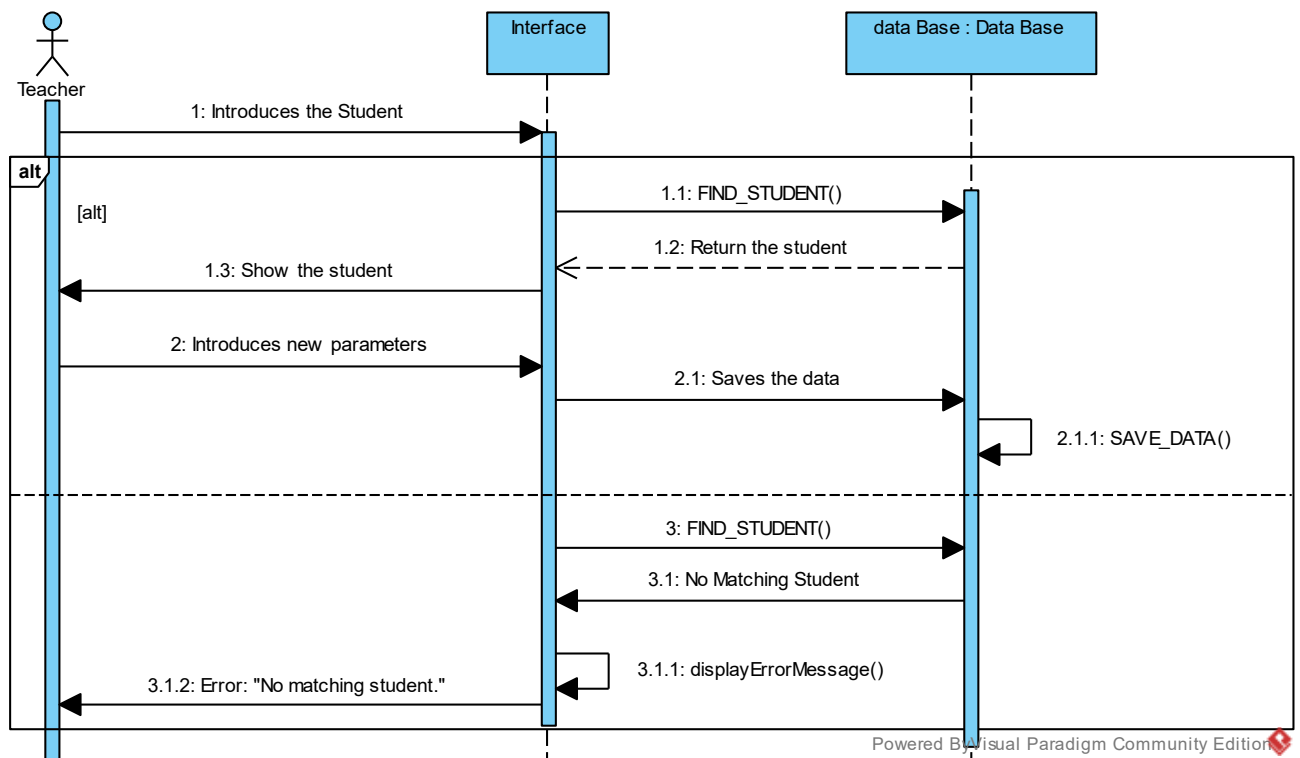 Interface
data Base : Data Base
Teacher
1: Introduces the Student
alt
[alt]
1.1: FIND_STUDENT()
1.2: Return the student
1.3: Show the student
2: Introduces new parameters
2.1: Saves the data
2.1.1: SAVE_DATA()
3: FIND_STUDENT()
3.1: No Matching Student
3.1.1: displayErrorMessage()
3.1.2: Error: "No matching student."
Powered By Visual Paradigm Community Edition